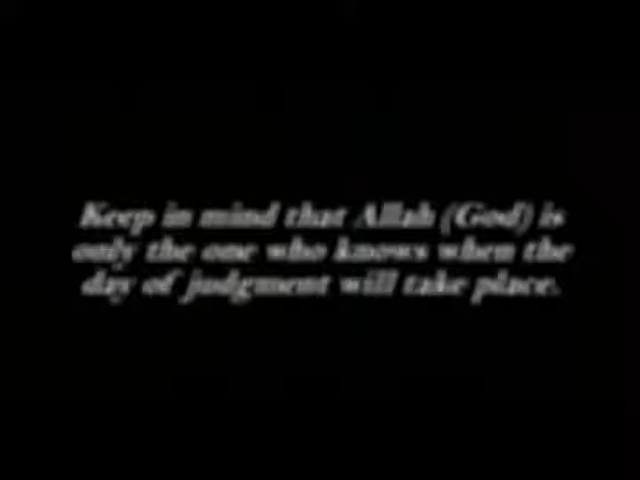 Keep in mind that Allah (God) is
only the one who knows when the
day of judgment will take place.